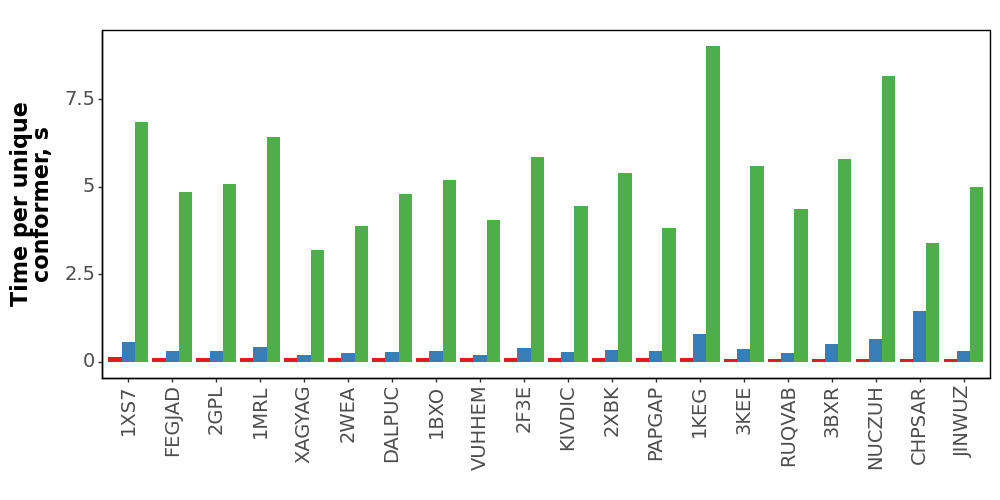 Time per unique
conformer, s
7.5
5
2.5
0
1XS7
FEGJAD
2GPL
1MRL
XAGYAG
2WEA
DALPUC
1BXO
VUHHEM
2F3E
KIVDIC
2XBK
PAPGAP
1KEG
3KEE
RUQVAB
3BXR
NUCZUH
CHPSAR
JINWUZ